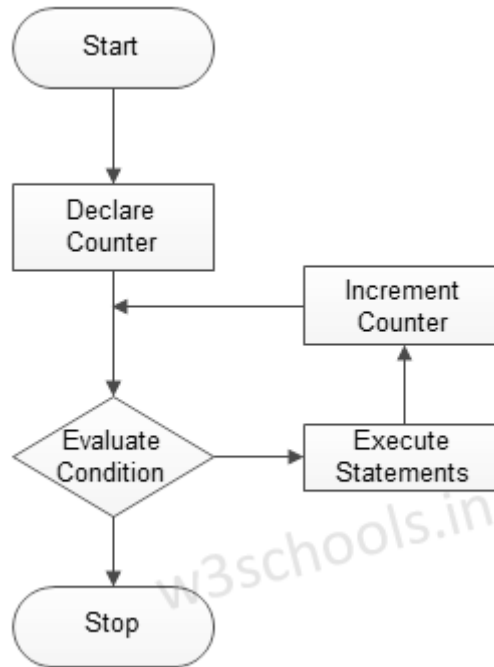 Start
Declare
Counter
Increment
Counter
Evaluate
Condition
Execute
Statements
Stop
w3schools.in